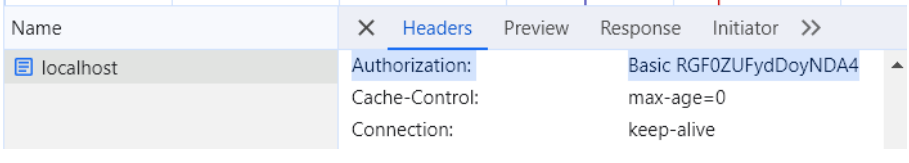 Name
Headers Preview Response Initiator
localhost
Authorization: Basic RGF0ZUFydDoyNDA4
Cache-Control: max-age=0
Connection: keep-alive